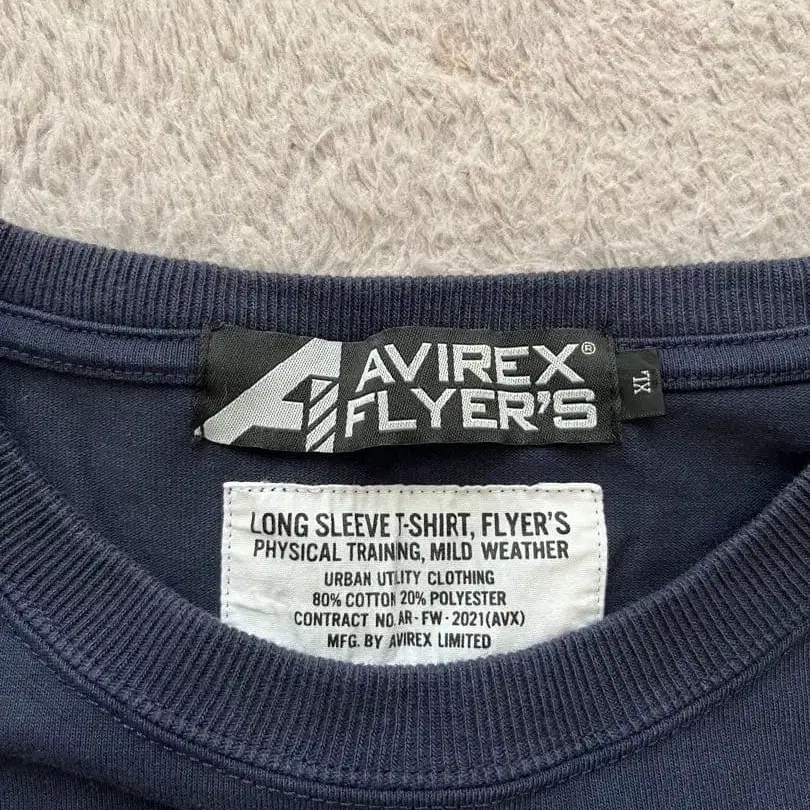 AVIREX®
FLYER'S
XL
LONG SLEEVE T-SHIRT, FLYER'S
PHYSICAL TRAINING, MILD WEATHER
URBAN UTILITY CLOTHING
80% COTTON 20% POLYESTER
CONTRACT NO. AR-FW-2021(AVX)
MFG. BY AVIREX LIMITED